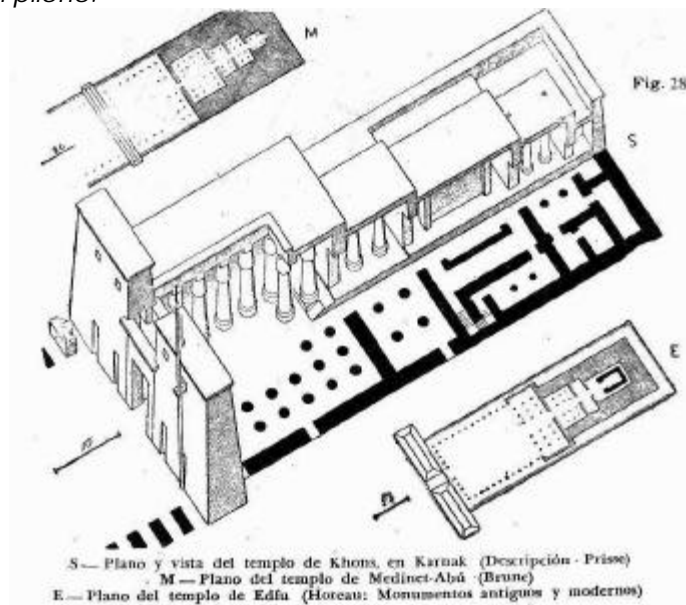 M
Fig. 28
S
E
S — Plano y vista del templo de Khons, en Karnak (Descripción - Prisse)
M — Plano del templo de Medinet-Abú (Brune)
E — Plano del templo de Edfu (Horeau: Monumentos antiguos y modernos)